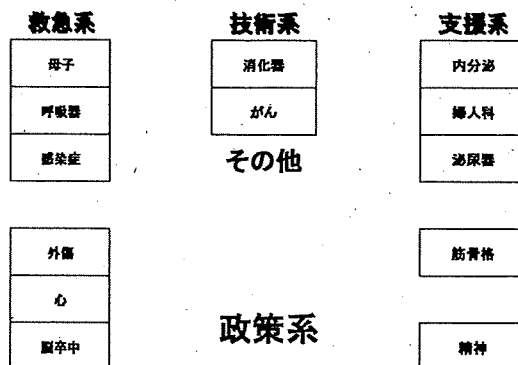 救急系
技術系
支援系
母子
呼吸器
感染症
消化器
がん
内分泌
婦人科
泌尿器
その他
外傷
心
脳卒中
筋骨格
精神
政策系